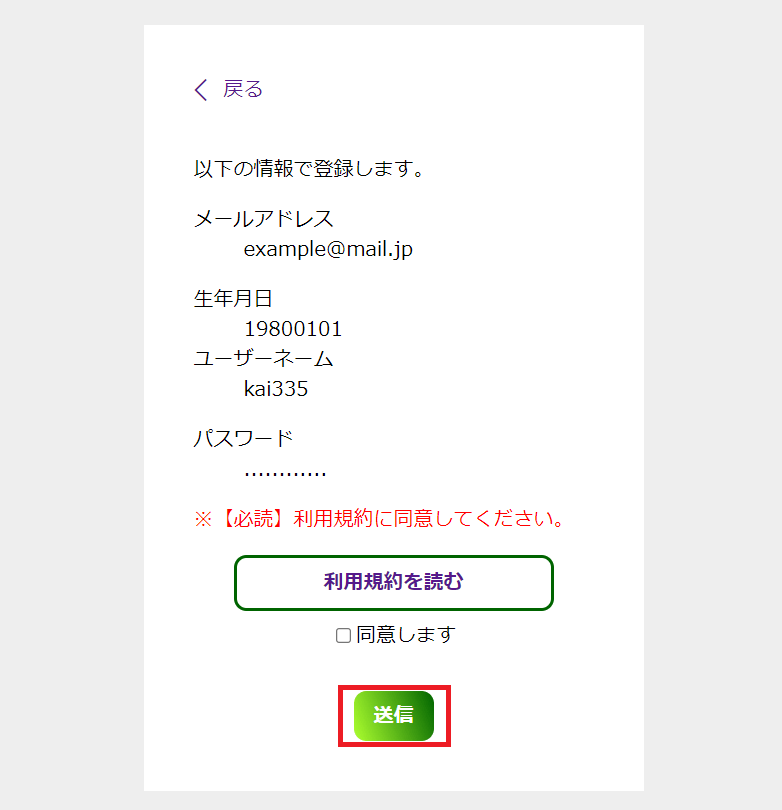 戻る
以下の情報で登録します。
メールアドレス
example@mail.jp
生年月日
19800101
ユーザーネーム
kai335
パスワード
............
※【必読】利用規約に同意してください。
利用規約を読む
同意します
送信